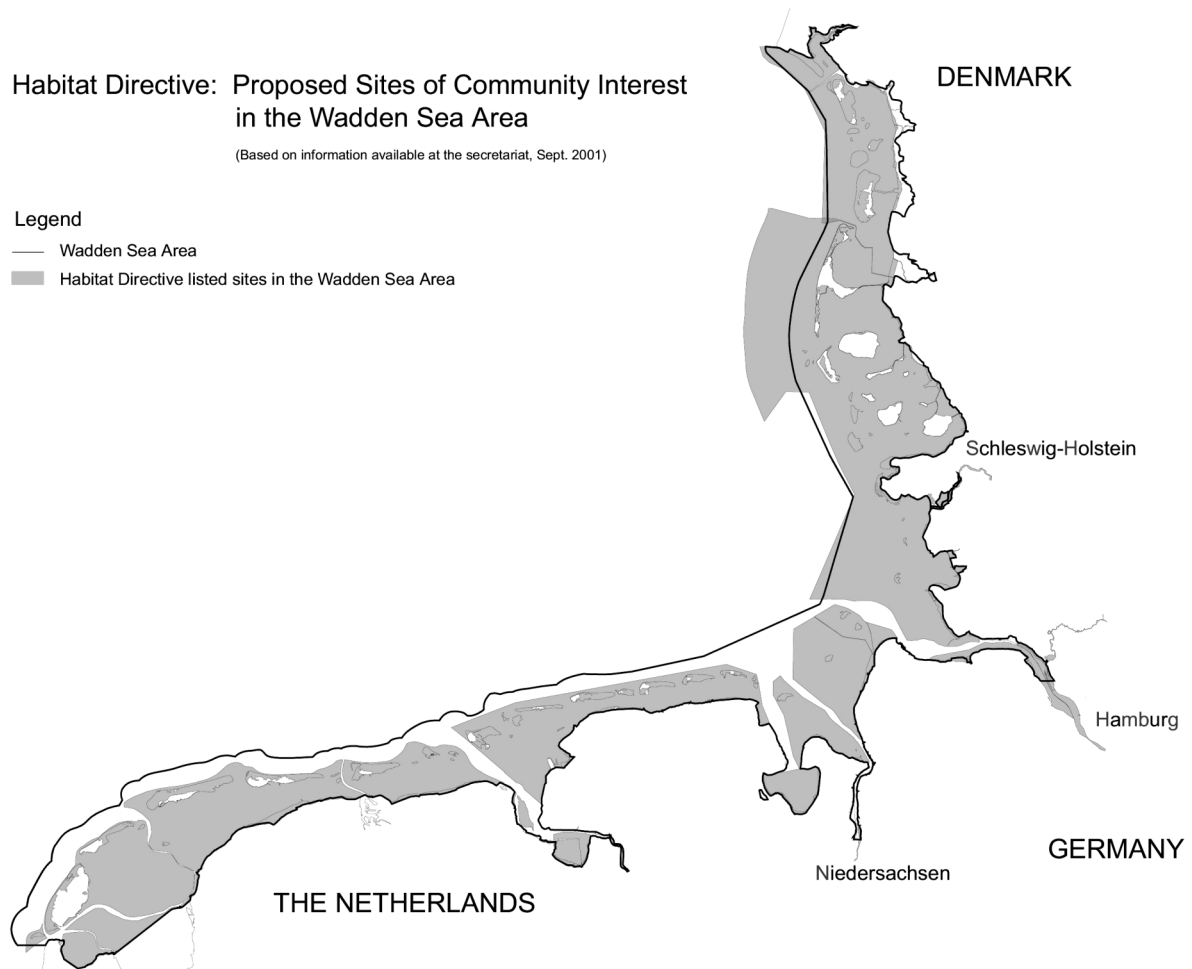 Habitat Directive: Proposed Sites of Community Interest
in the Wadden Sea Area
(Based on information available at the secretariat, Sept. 2001)
DENMARK
Legend
Wadden Sea Area
Habitat Directive listed sites in the Wadden Sea Area
Schleswig-Holstein
Hamburg
GERMANY
Niedersachsen
THE NETHERLANDS